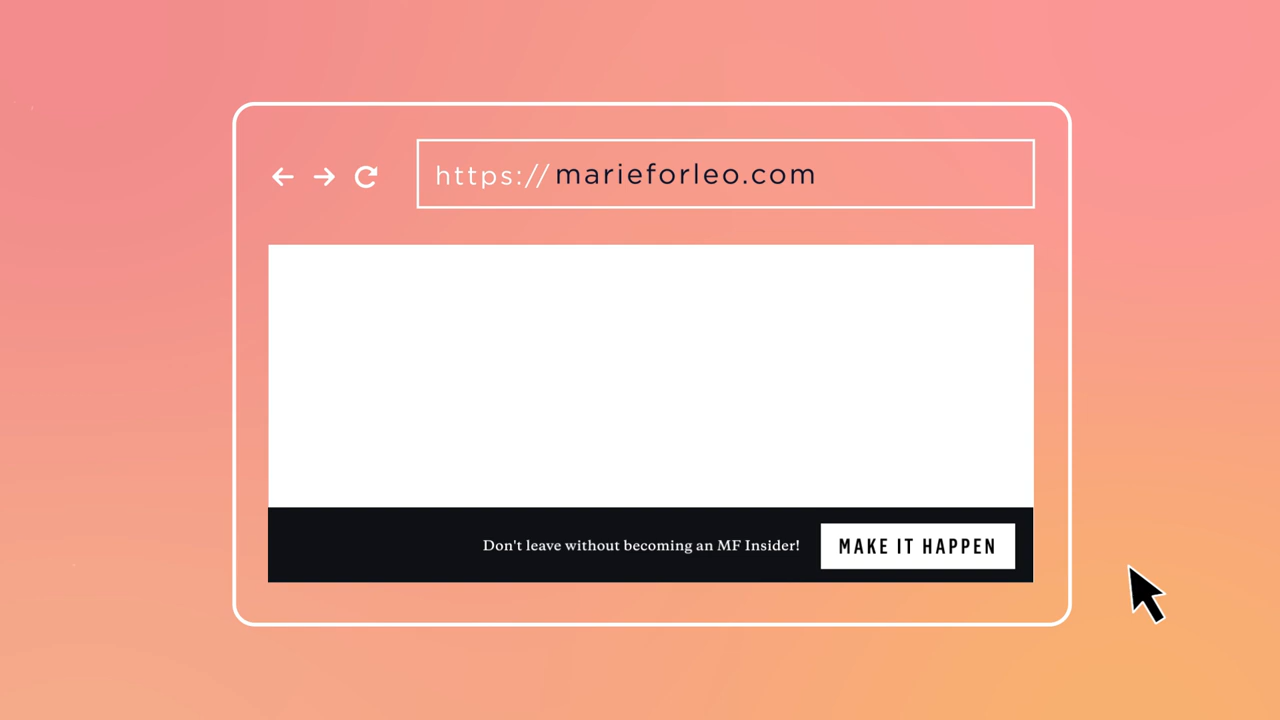 https://marieforleo.com
Don't leave without becoming an MF Insider!
MAKE IT HAPPEN